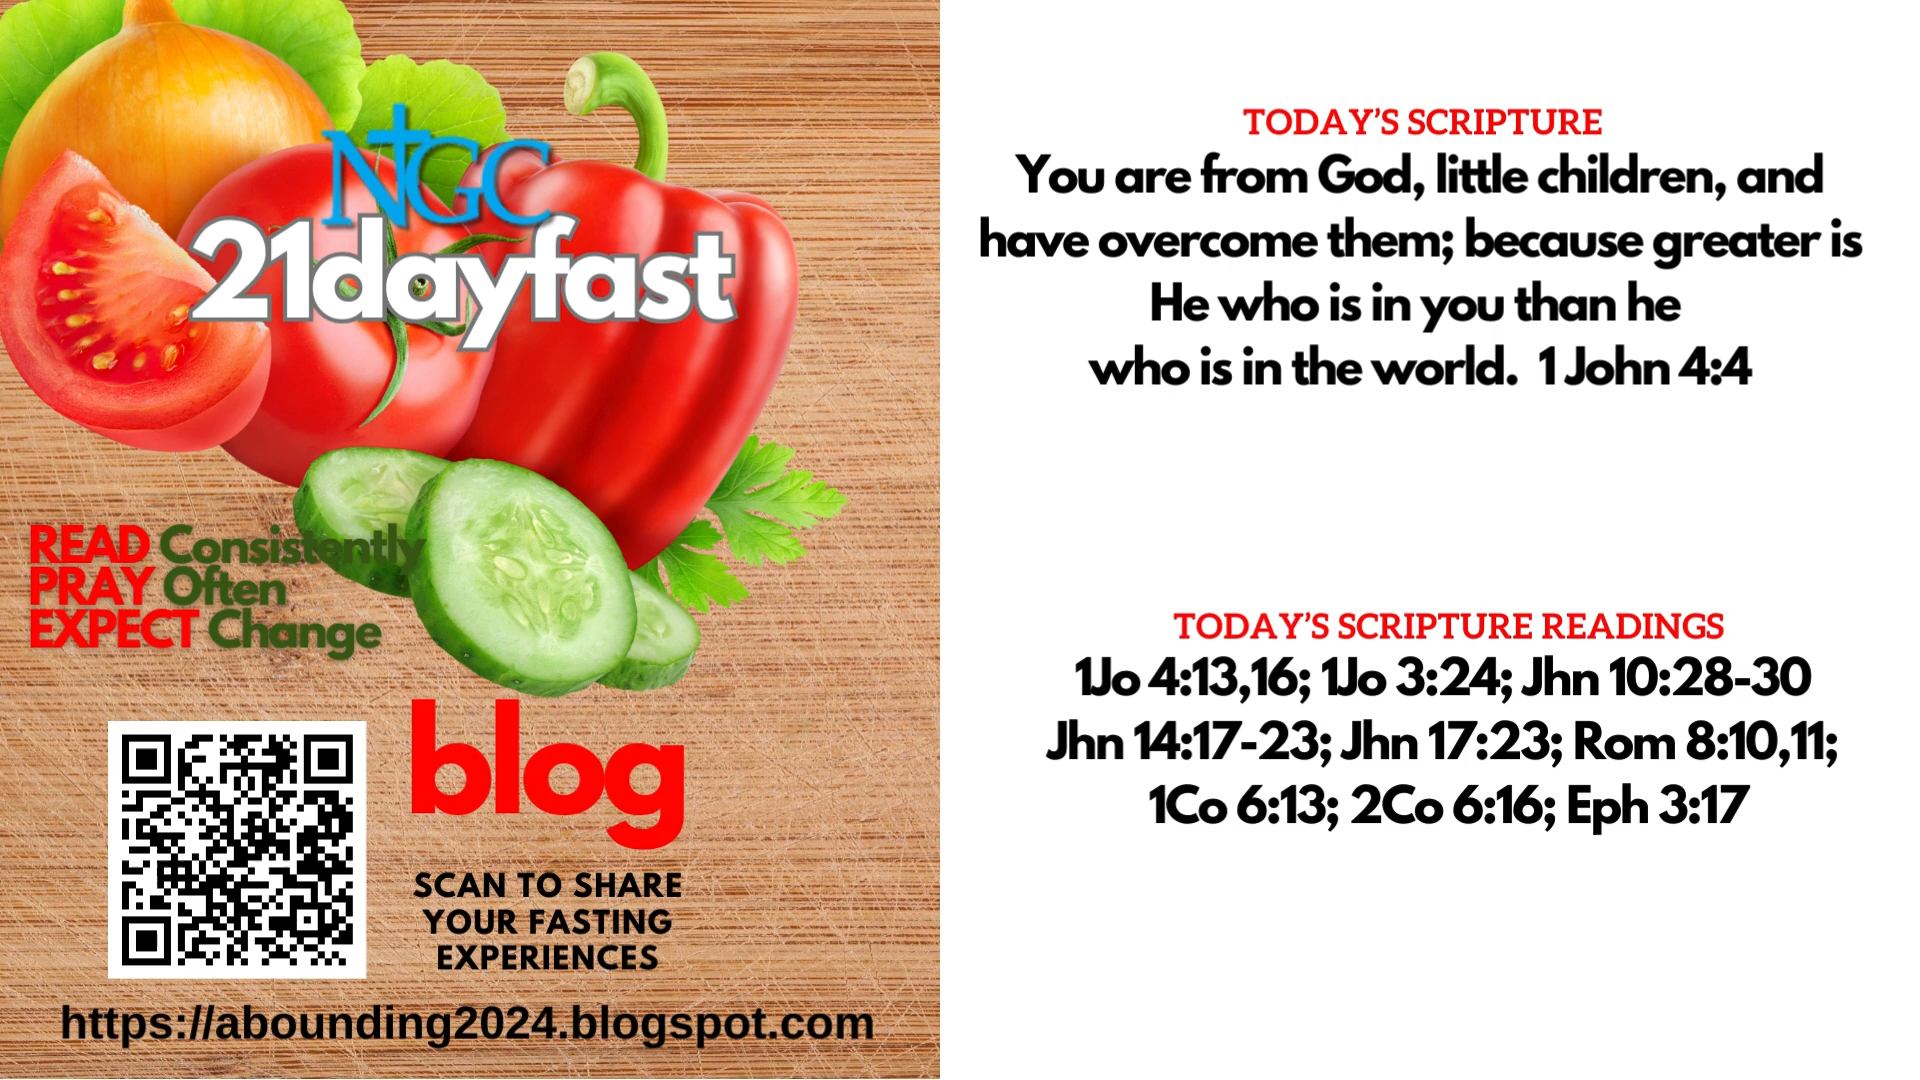 NGC
21dayfast
READ Consistently
PRAY Often
EXPECT Change
blog
SCAN TO SHARE
YOUR FASTING
EXPERIENCES
https://abounding2024.blogspot.com
TODAY’S SCRIPTURE
You are from God, little children, and
have overcome them; because greater is
He who is in you than he
who is in the world.  1 John 4:4
TODAY’S SCRIPTURE READINGS
1Jo 4:13,16; 1Jo 3:24; Jhn 10:28-30
Jhn 14:17-23; Jhn 17:23; Rom 8:10,11;
1Co 6:13; 2Co 6:16; Eph 3:17